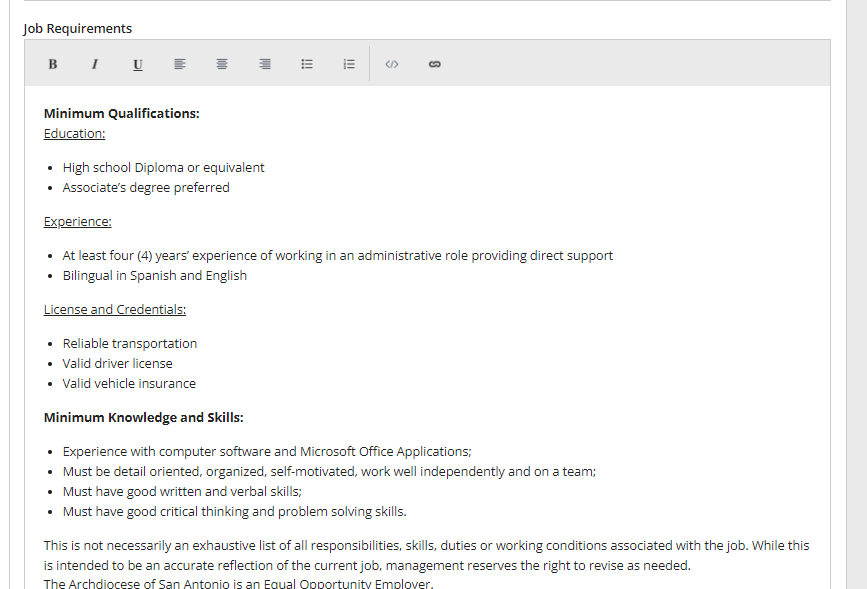 Job Requirements
B I U
Minimum Qualifications:
Education:
• High school Diploma or equivalent
• Associate’s degree preferred
Experience:
• At least four (4) years’ experience of working in an administrative role providing direct support
• Bilingual in Spanish and English
License and Credentials:
• Reliable transportation
• Valid driver license
• Valid vehicle insurance
Minimum Knowledge and Skills:
• Experience with computer software and Microsoft Office Applications;
• Must be detail oriented, organized, self-motivated, work well independently and on a team;
• Must have good written and verbal skills;
• Must have good critical thinking and problem solving skills.
This is not necessarily an exhaustive list of all responsibilities, skills, duties or working conditions associated with the job. While this
is intended to be an accurate reflection of the current job, management reserves the right to revise as needed.
The Archdiocese of San Antonio is an Equal Opportunity Employer.